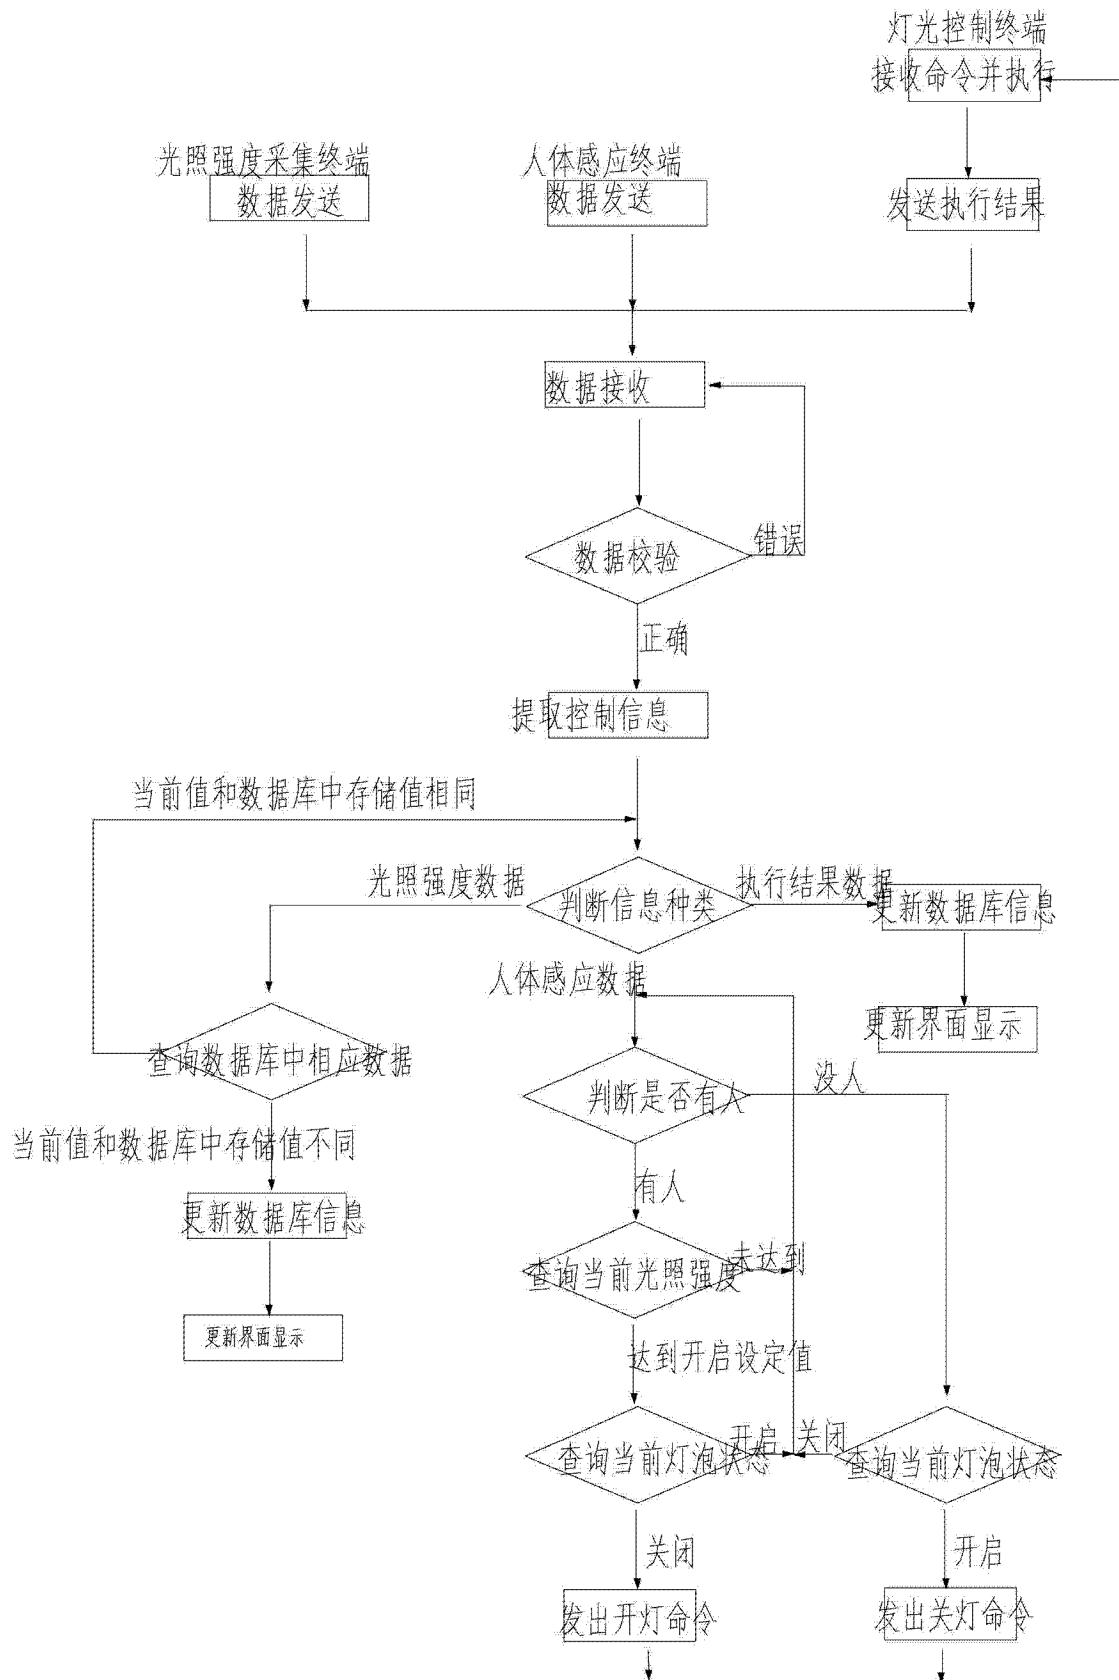 灯光控制终端
接收命令并执行
光照强度采集终端
人体感应终端
数据发送
数据发送
发送执行结果
数据接收
数据校验
错误
正确
提取控制信息
当前值和数据库中存储值相同
光照强度数据
判断信息种类
执行结果数据
更新数据库信息
人体感应数据
更新界面显示
查询数据库中相应数据
判断是否有人
没人
当前值和数据库中存储值不同
有人
更新数据库信息
查询当前光照强度
未达到
更新界面显示
达到开启设定值
查询当前灯泡状态
开启
关闭
查询当前灯泡状态
关闭
开启
发出开灯命令
发出关灯命令